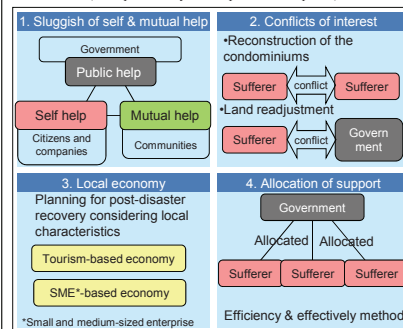 1. Sluggish of self & mutual help
Government
Public help
Self help
Mutual help
Citizens and
companies
Communities
2. Conflicts of interest
•Reconstruction of the
condominiums
Sufferer
conflict
Sufferer
•Land readjustment
Sufferer
conflict
Govern
ment
3. Local economy
Planning for post-disaster
recovery considering local
characteristics
Tourism-based economy
SME*-based economy
*Small and medium-sized enterprise
4. Allocation of support
Government
Allocated
Allocated
Sufferer
Sufferer
Sufferer
Efficiency & effectively method